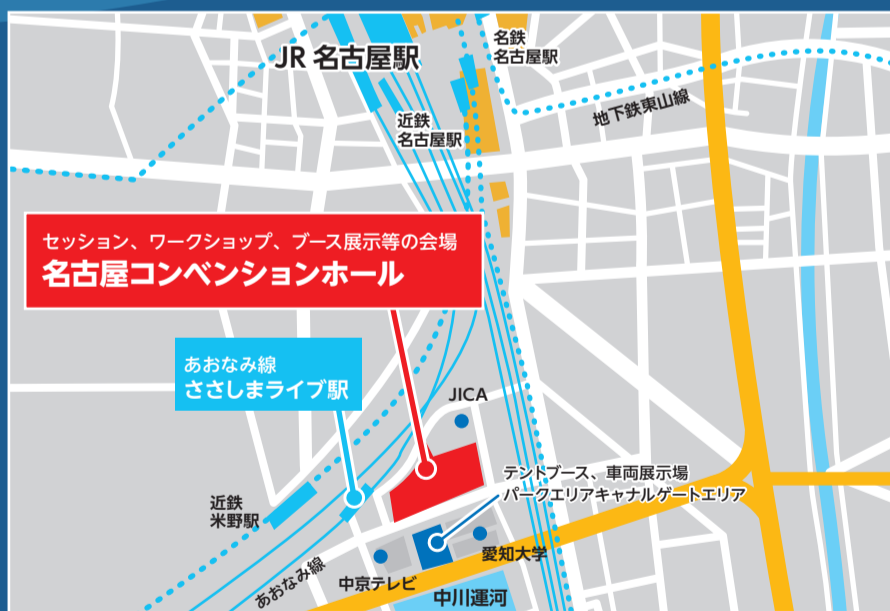 名鉄
名古屋駅
JR 名古屋駅
近鉄
名古屋駅
地下鉄東山線
セッション、ワークショップ、ブース展示等の会場
名古屋コンベンションホール
あおなみ線
ささしまライブ駅
JICA
テントブース、車両展示場
パークエリアキャナルゲートエリア
近鉄
米野駅
愛知大学
あおなみ線
中京テレビ
中川運河